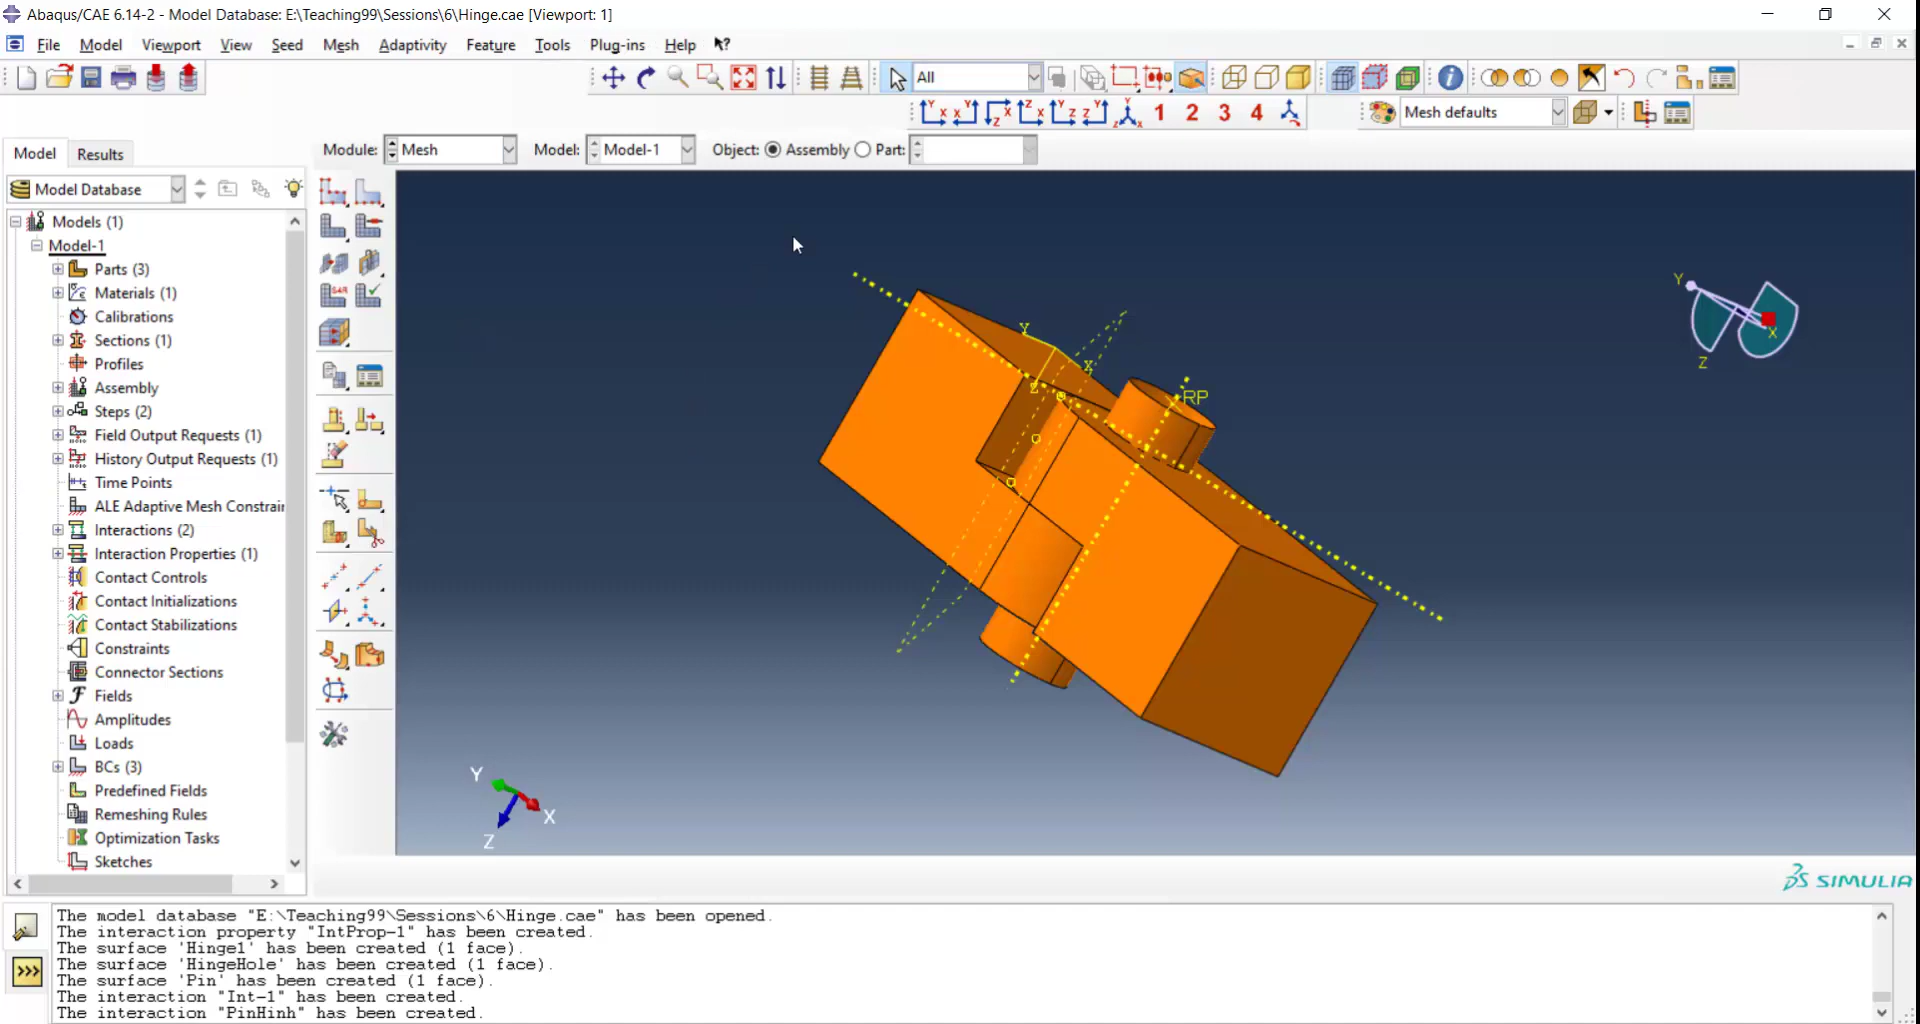 Abaqus/CAE 6.14-2 - Model Database: E:\Teaching99\Sessions\6\Hinge.cae [Viewport: 1]
File Model Viewport View Seed Mesh Adaptivity Feature Tools Plug-ins Help
All
1 2 3 4 Mesh defaults
Model Results Module: Mesh Model: Model-1 Object: Assembly Part:
Model Database
Models (1)
Model-1
Parts (3)
Materials (1)
Calibrations
Sections (1)
Profiles
Assembly
Steps (2)
Field Output Requests (1)
History Output Requests (1)
Time Points
ALE Adaptive Mesh Constrai
Interactions (2)
Interaction Properties (1)
Contact Controls
Contact Initializations
Contact Stabilizations
Constraints
Connector Sections
Fields
Amplitudes
Loads
BCs (3)
Predefined Fields
Remeshing Rules
Optimization Tasks
Sketches
Y
X
Z
RP
Y
X
Z
Y
X
Z
SIMULIA
The model database "E:\Teaching99\Sessions\6\Hinge.cae" has been opened.
The interaction property "IntProp-1" has been created.
The surface 'Hinge1' has been created (1 face).
The surface 'HingeHole' has been created (1 face).
The surface 'Pin' has been created (1 face).
The interaction "Int-1" has been created.
The interaction "PinHinh" has been created.